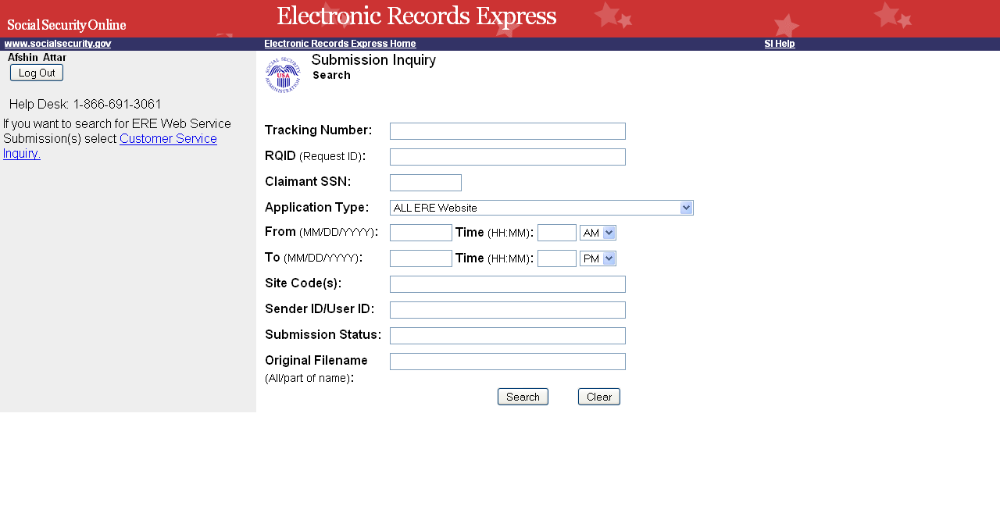 Social Security Online
Electronic Records Express
www.socialsecurity.gov
Electronic Records Express Home
SI Help
Afshin Attar
Log Out
Help Desk: 1-866-691-3061
If you want to search for ERE Web Service
Submission(s) select Customer Service
Inquiry.
SOCIAL SECURITY ADMINISTRATION
USA
Submission Inquiry
Search
Tracking Number:
RQID (Request ID):
Claimant SSN:
Application Type: ALL ERE Website
From (MM/DD/YYYY): Time (HH:MM): AM
To (MM/DD/YYYY): Time (HH:MM): PM
Site Code(s):
Sender ID/User ID:
Submission Status:
Original Filename
(All/part of name):
Search Clear